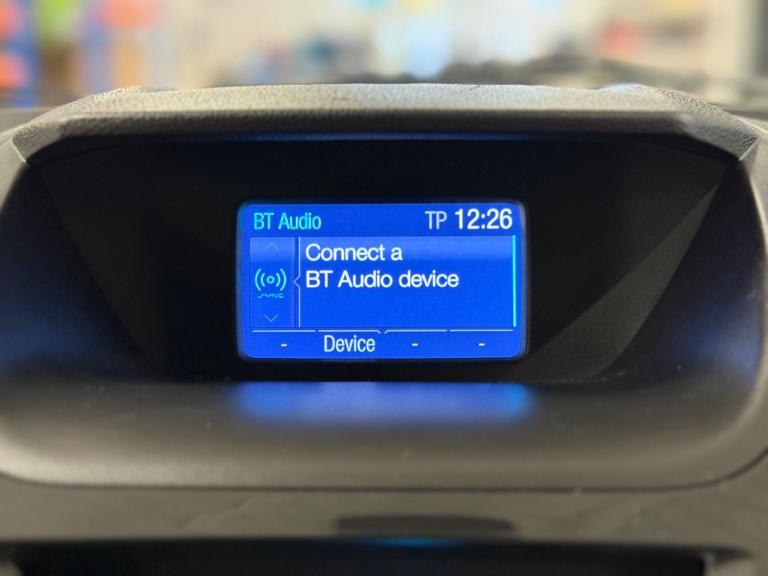 BT Audio TP 12:26
Connect a
BT Audio device
SYNC
- Device - -